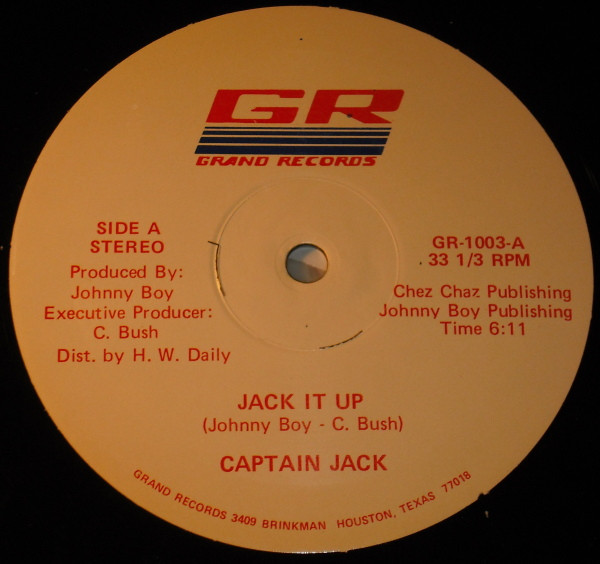 GR
GRAND RECORDS
SIDE A
STEREO
Produced By:
Johnny Boy
Executive Producer:
C. Bush
Dist. by H. W. Daily
GR-1003-A
33 1/3 RPM
Chez Chaz Publishing
Johnny Boy Publishing
Time 6:11
JACK IT UP
(Johnny Boy - C. Bush)
CAPTAIN JACK
GRAND RECORDS 3409 BRINKMAN HOUSTON, TEXAS 77018